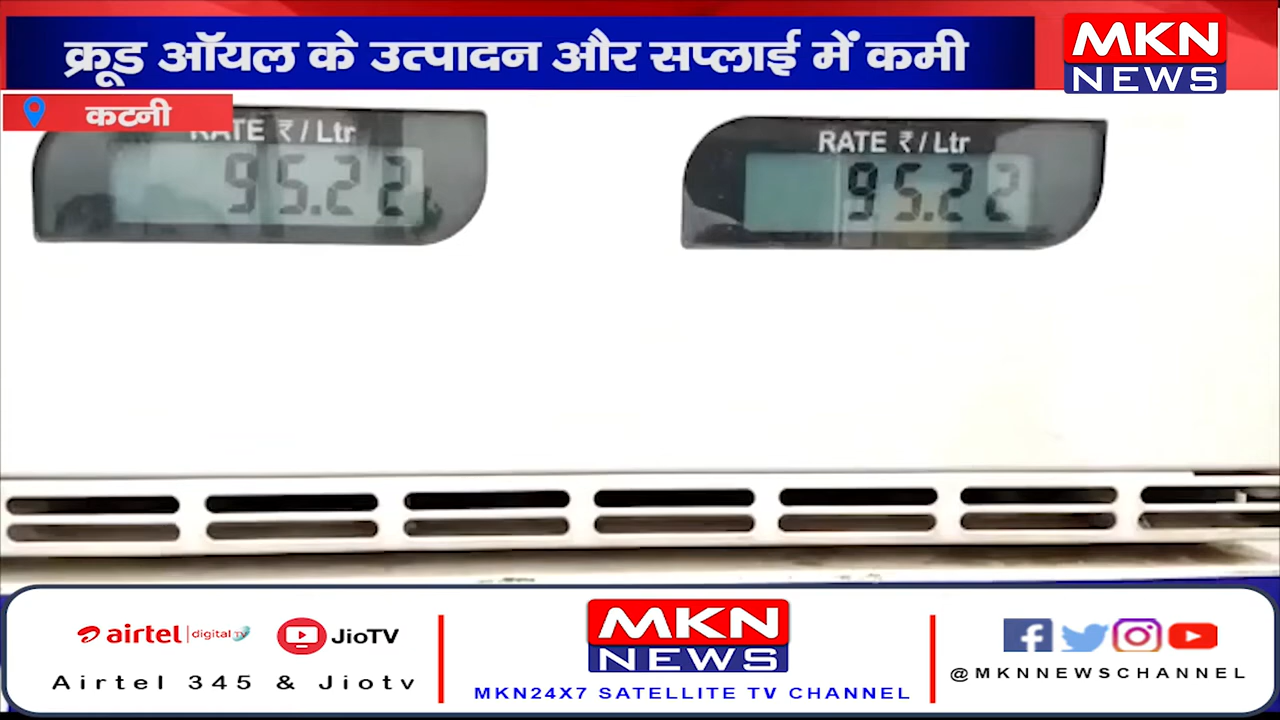 क्रूड ऑयल के उत्पादन और सप्लाई में कमी
MKN
NEWS
कटनी
RATE ₹ / Ltr
95.22
RATE ₹ / Ltr
95.22
airtel digital TV
JioTV
Airtel 345 & Jiotv
MKN
NEWS
MKN24X7 SATELLITE TV CHANNEL
@MKNNEWSCHANNEL